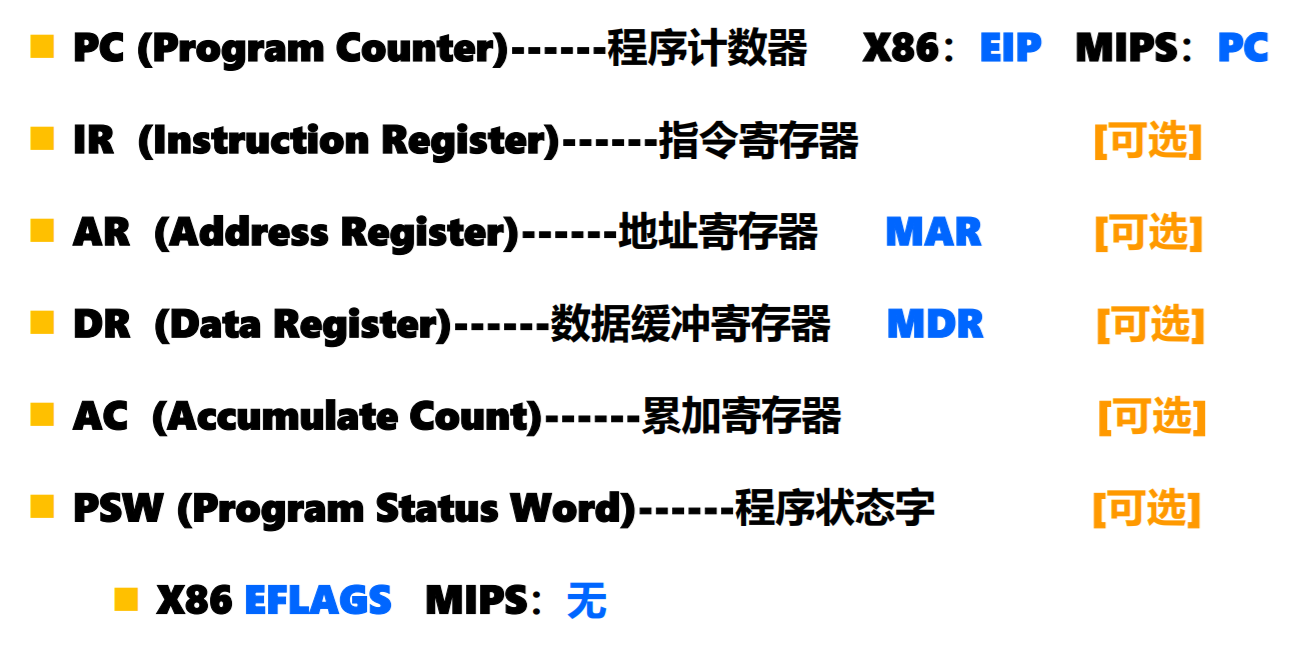 PC (Program Counter)------程序计数器 X86：EIP MIPS：PC
IR (Instruction Register)------指令寄存器 [可选]
AR (Address Register)------地址寄存器 MAR [可选]
DR (Data Register)------数据缓冲寄存器 MDR [可选]
AC (Accumulate Count)------累加寄存器 [可选]
PSW (Program Status Word)------程序状态字 [可选]
X86 EFLAGS MIPS：无